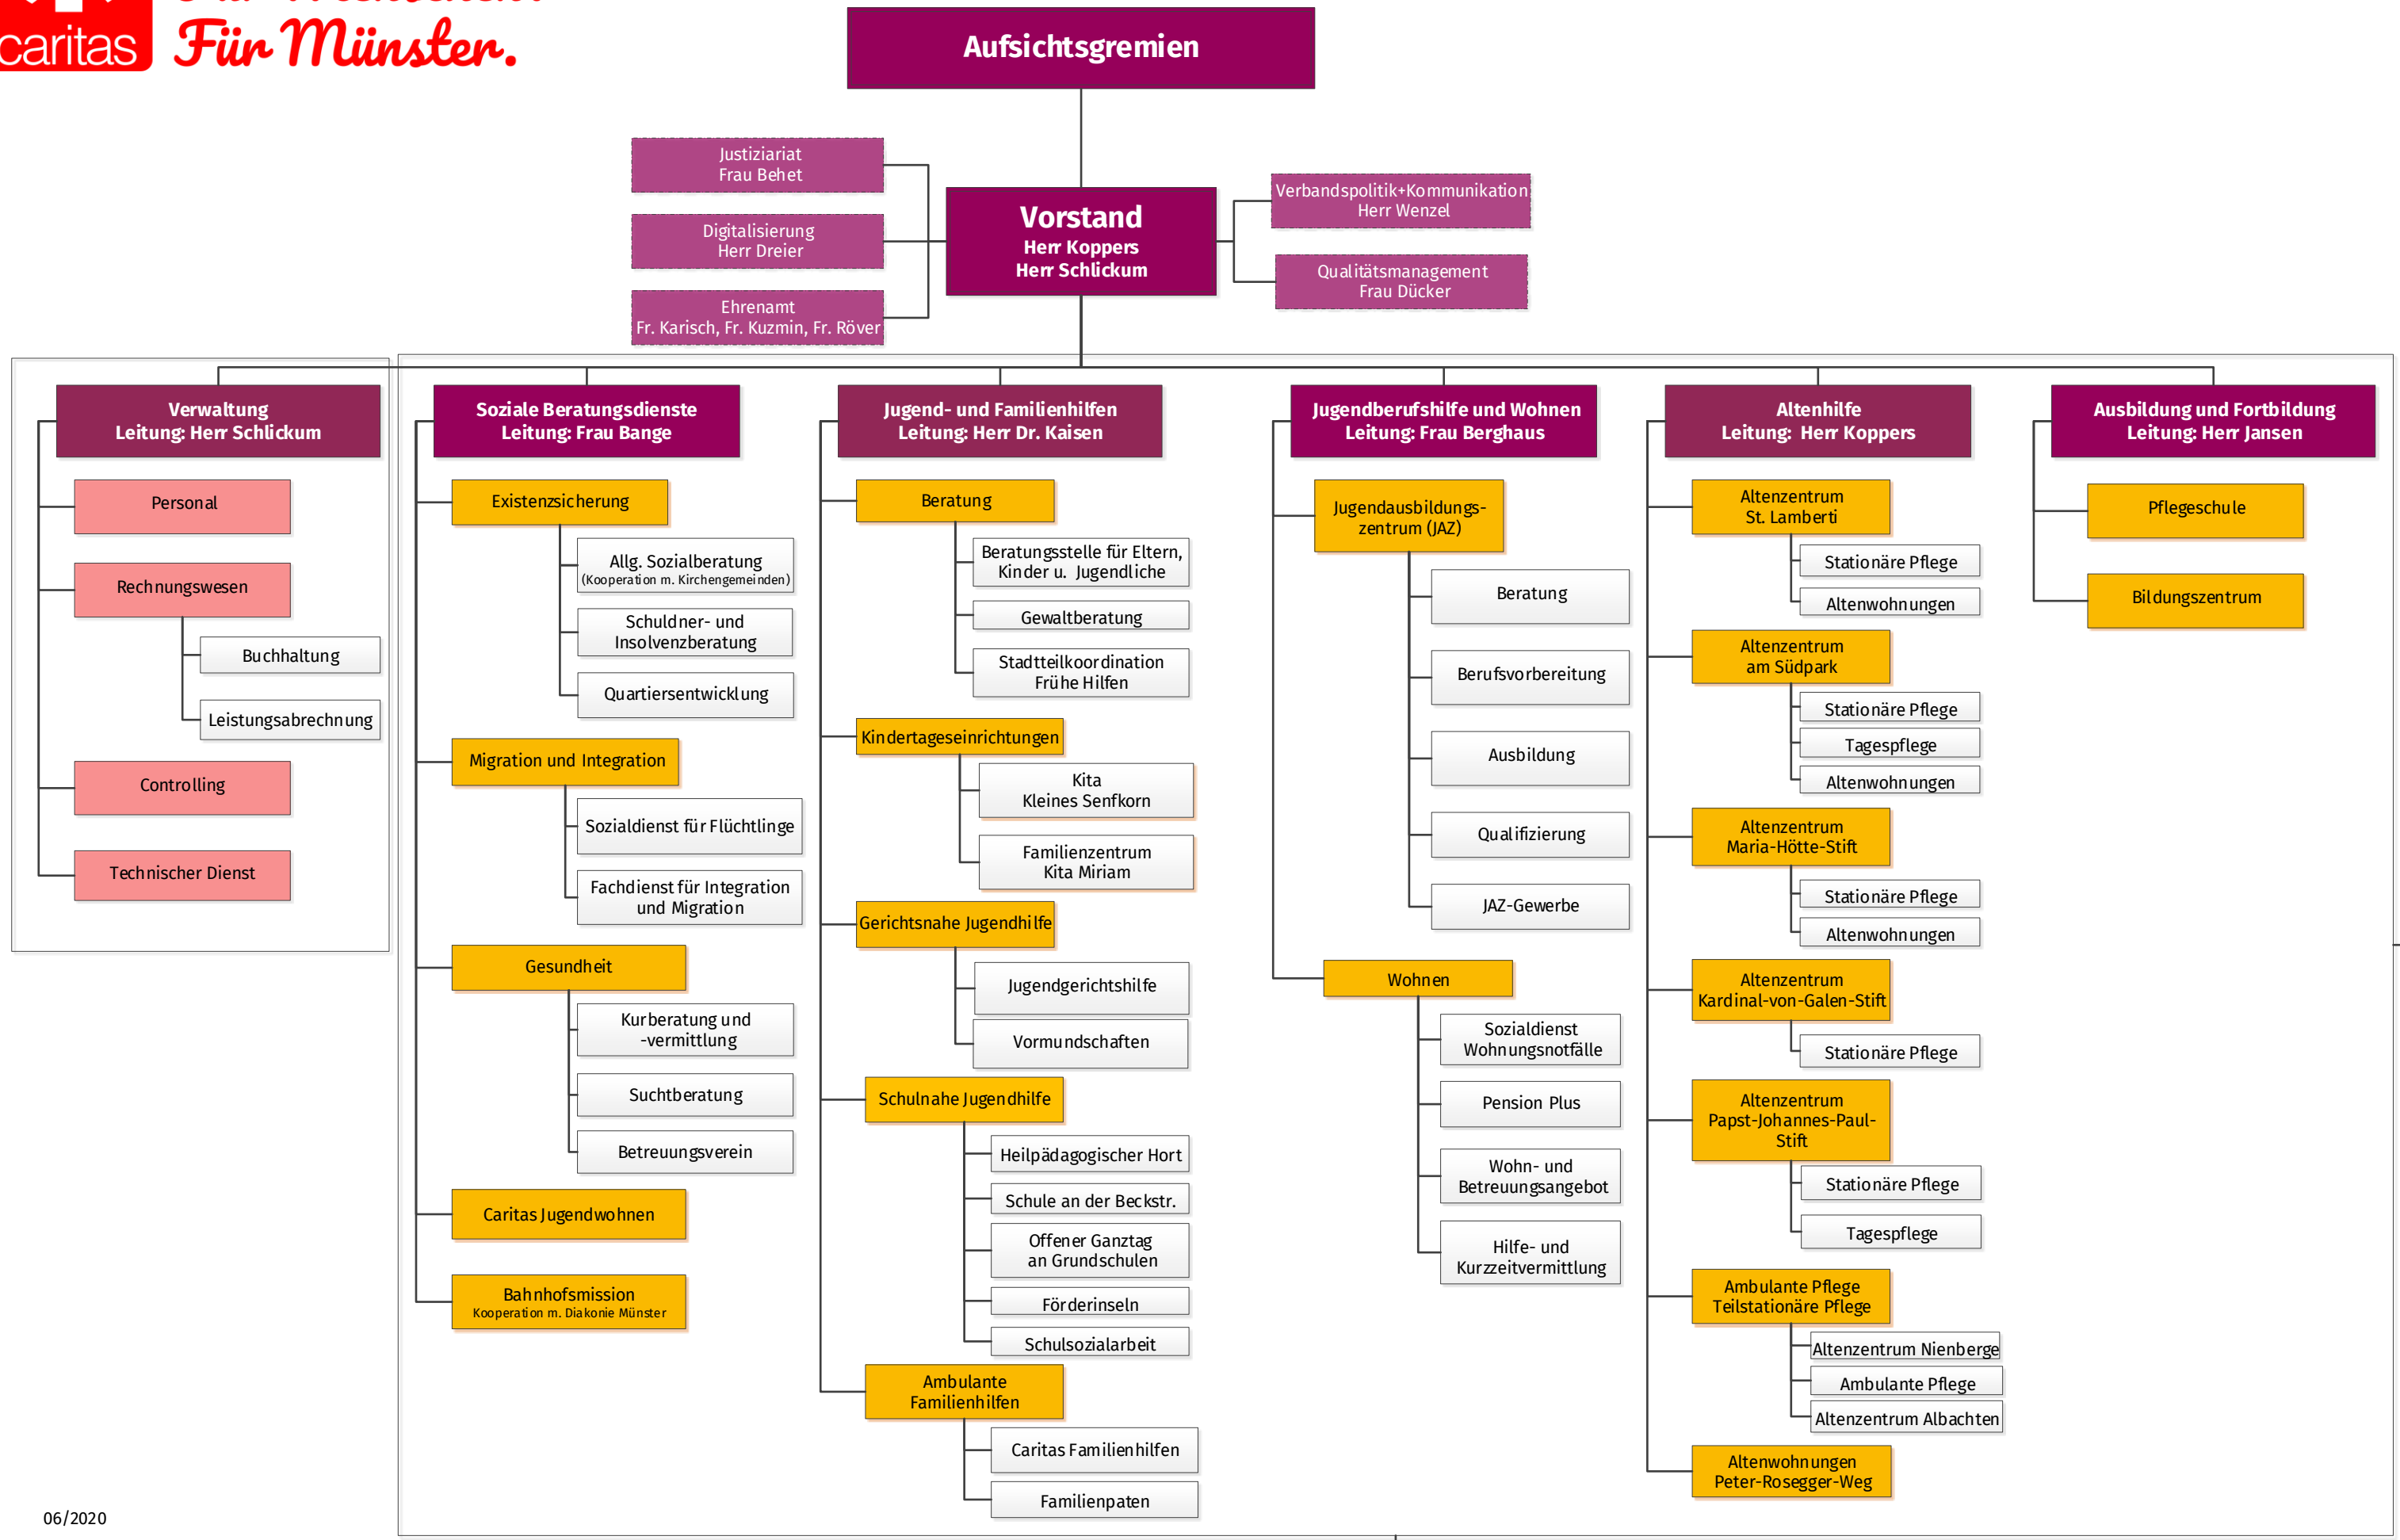 caritas
Für Münster.
Aufsichtsgremien
Justiziariat
Frau Behet
Digitalisierung
Herr Dreier
Ehrenamt
Fr. Karisch, Fr. Kuzmin, Fr. Röver
Vorstand
Herr Koppers
Herr Schlickum
Verbandspolitik+Kommunikation
Herr Wenzel
Qualitätsmanagement
Frau Dücker
Verwaltung
Leitung: Herr Schlickum
Personal
Rechnungswesen
Buchhaltung
Leistungsabrechnung
Controlling
Technischer Dienst
Soziale Beratungsdienste
Leitung: Frau Bange
Existenzsicherung
Allg. Sozialberatung
(Kooperation m. Kirchengemeinden)
Schuldner- und
Insolvenzberatung
Quartiersentwicklung
Migration und Integration
Sozialdienst für Flüchtlinge
Fachdienst für Integration
und Migration
Gesundheit
Kurberatung und
-vermittlung
Suchtberatung
Betreuungsverein
Caritas Jugendwohnen
Bahnhofsmission
Kooperation m. Diakonie Münster
Jugend- und Familienhilfen
Leitung: Herr Dr. Kaisen
Beratung
Beratungsstelle für Eltern,
Kinder u. Jugendliche
Gewaltberatung
Stadtteilkoordination
Frühe Hilfen
Kindertageseinrichtungen
Kita
Kleines Senfkorn
Familienzentrum
Kita Miriam
Gerichtsnahe Jugendhilfe
Jugendgerichtshilfe
Vormundschaften
Schulnahe Jugendhilfe
Heilpädagogischer Hort
Schule an der Beckstr.
Offener Ganztag
an Grundschulen
Förderinseln
Schulsozialarbeit
Ambulante
Familienhilfen
Caritas Familienhilfen
Familienpaten
Jugendberufshilfe und Wohnen
Leitung: Frau Berghaus
Jugendausbildungs-
zentrum (JAZ)
Beratung
Berufsvorbereitung
Ausbildung
Qualifizierung
JAZ-Gewerbe
Wohnen
Sozialdienst
Wohnungsnotfälle
Pension Plus
Wohn- und
Betreuungsangebot
Hilfe- und
Kurzzeitvermittlung
Altenhilfe
Leitung: Herr Koppers
Altenzentrum
St. Lamberti
Stationäre Pflege
Altenwohnungen
Altenzentrum
am Südpark
Stationäre Pflege
Tagespflege
Altenwohnungen
Altenzentrum
Maria-Hötte-Stift
Stationäre Pflege
Altenwohnungen
Altenzentrum
Kardinal-von-Galen-Stift
Stationäre Pflege
Altenzentrum
Papst-Johannes-Paul-
Stift
Stationäre Pflege
Tagespflege
Ambulante Pflege
Teilstationäre Pflege
Altenzentrum Nienberge
Ambulante Pflege
Altenzentrum Albachten
Altenwohnungen
Peter-Rosegger-Weg
Ausbildung und Fortbildung
Leitung: Herr Jansen
Pflegeschule
Bildungszentrum
06/2020